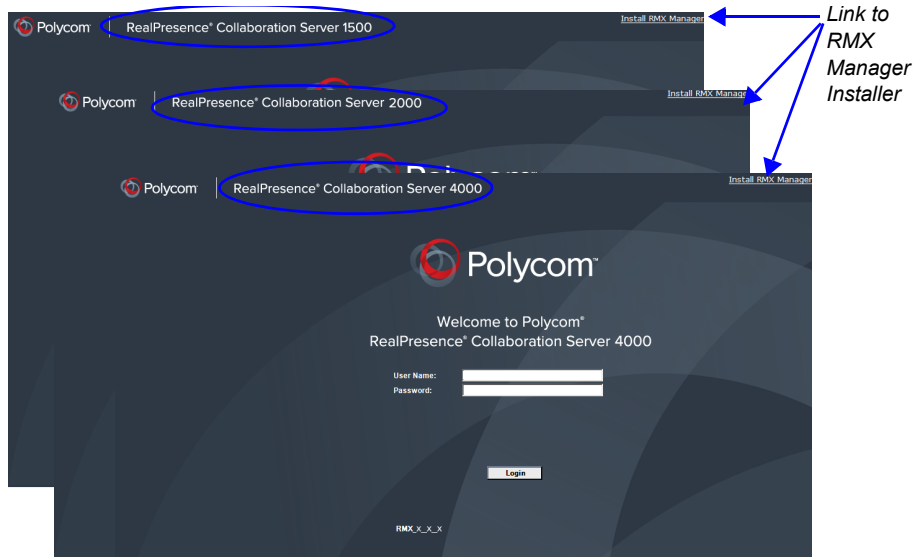 Polycom
RealPresence® Collaboration Server 1500
Install RMX Manager
Link to
RMX
Manager
Installer
Polycom
RealPresence® Collaboration Server 2000
Install RMX
Polycom
RealPresence® Collaboration Server 4000
Install RMX Manager
Polycom™
Welcome to Polycom®
RealPresence® Collaboration Server 4000
User Name:
Password:
Login
RMX_X_X_X